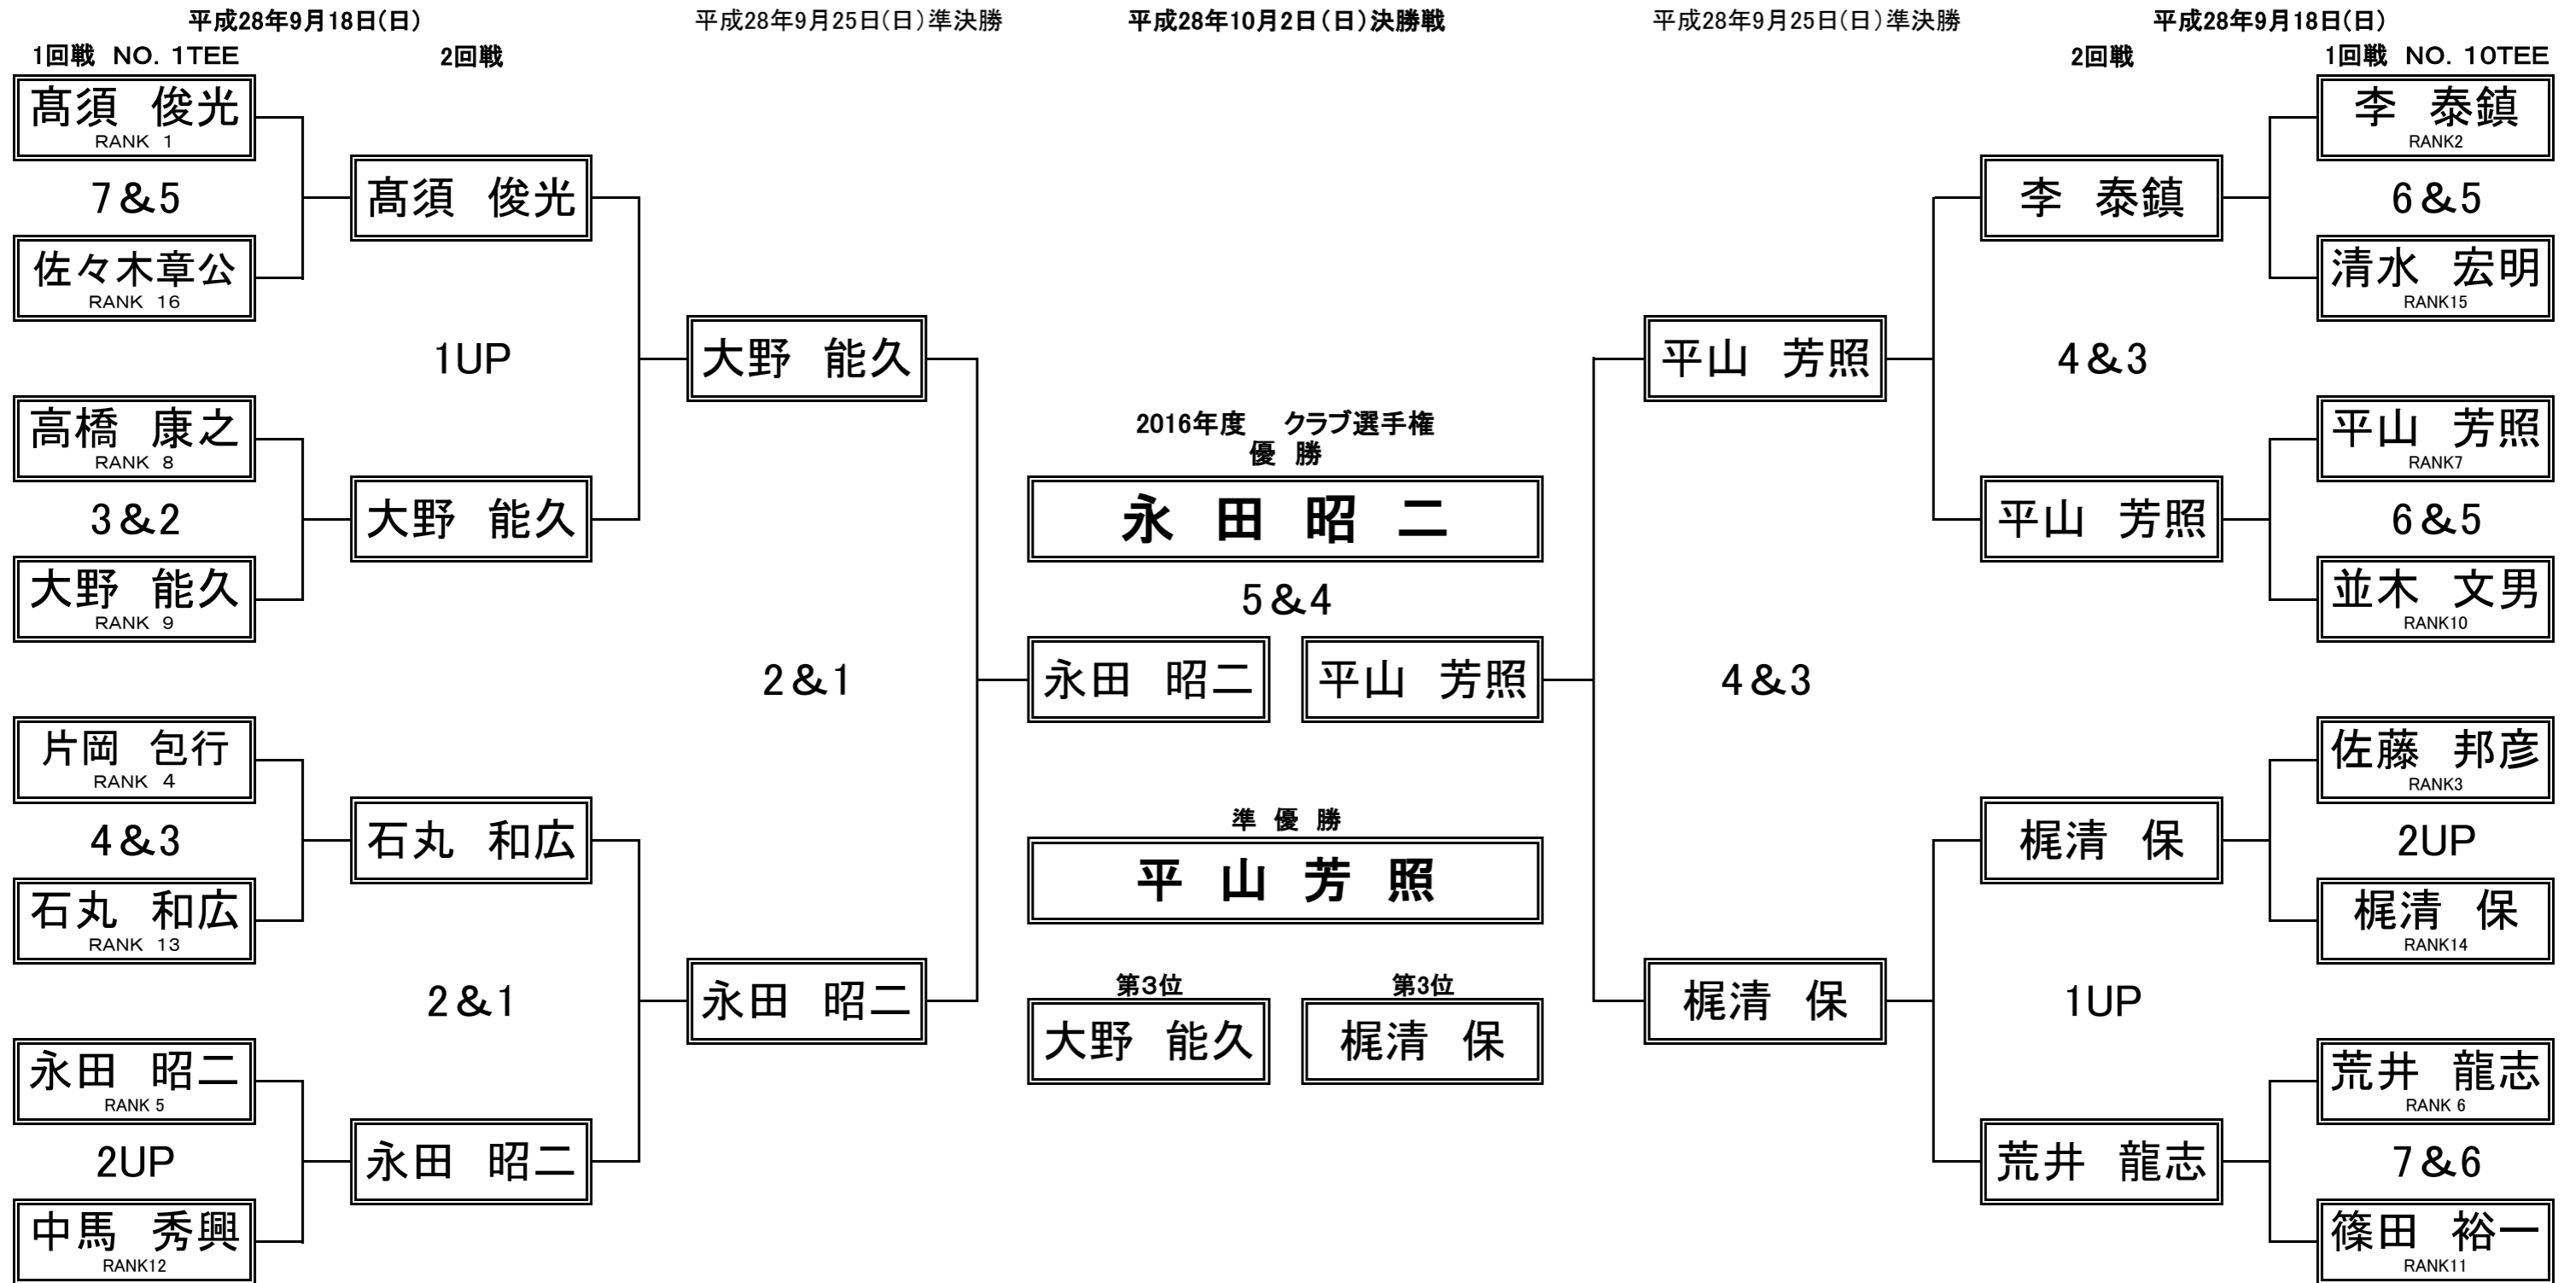 平成28年9月18日(日)
平成28年9月25日(日)準決勝
平成28年10月2日(日)決勝戦
平成28年9月25日(日)準決勝
平成28年9月18日(日)
1回戦 NO. 1TEE
2回戦
2回戦
1回戦 NO. 10TEE
髙須 俊光
RANK 1
7&5
佐々木章公
RANK 16
高橋 康之
RANK 8
3&2
大野 能久
RANK 9
片岡 包行
RANK 4
4&3
石丸 和広
RANK 13
永田 昭二
RANK 5
2UP
中馬 秀興
RANK12
髙須 俊光
1UP
大野 能久
石丸 和広
2&1
永田 昭二
大野 能久
2&1
永田 昭二
2016年度 クラブ選手権
優 勝
永 田 昭 二
5&4
永田 昭二
平山 芳照
準 優 勝
平 山 芳 照
第3位
第3位
大野 能久
梶清 保
平山 芳照
4&3
梶清 保
李 泰鎮
4&3
平山 芳照
梶清 保
1UP
荒井 龍志
李 泰鎮
RANK2
6&5
清水 宏明
RANK15
平山 芳照
RANK7
6&5
並木 文男
RANK10
佐藤 邦彦
RANK3
2UP
梶清 保
RANK14
荒井 龍志
RANK 6
7&6
篠田 裕一
RANK11